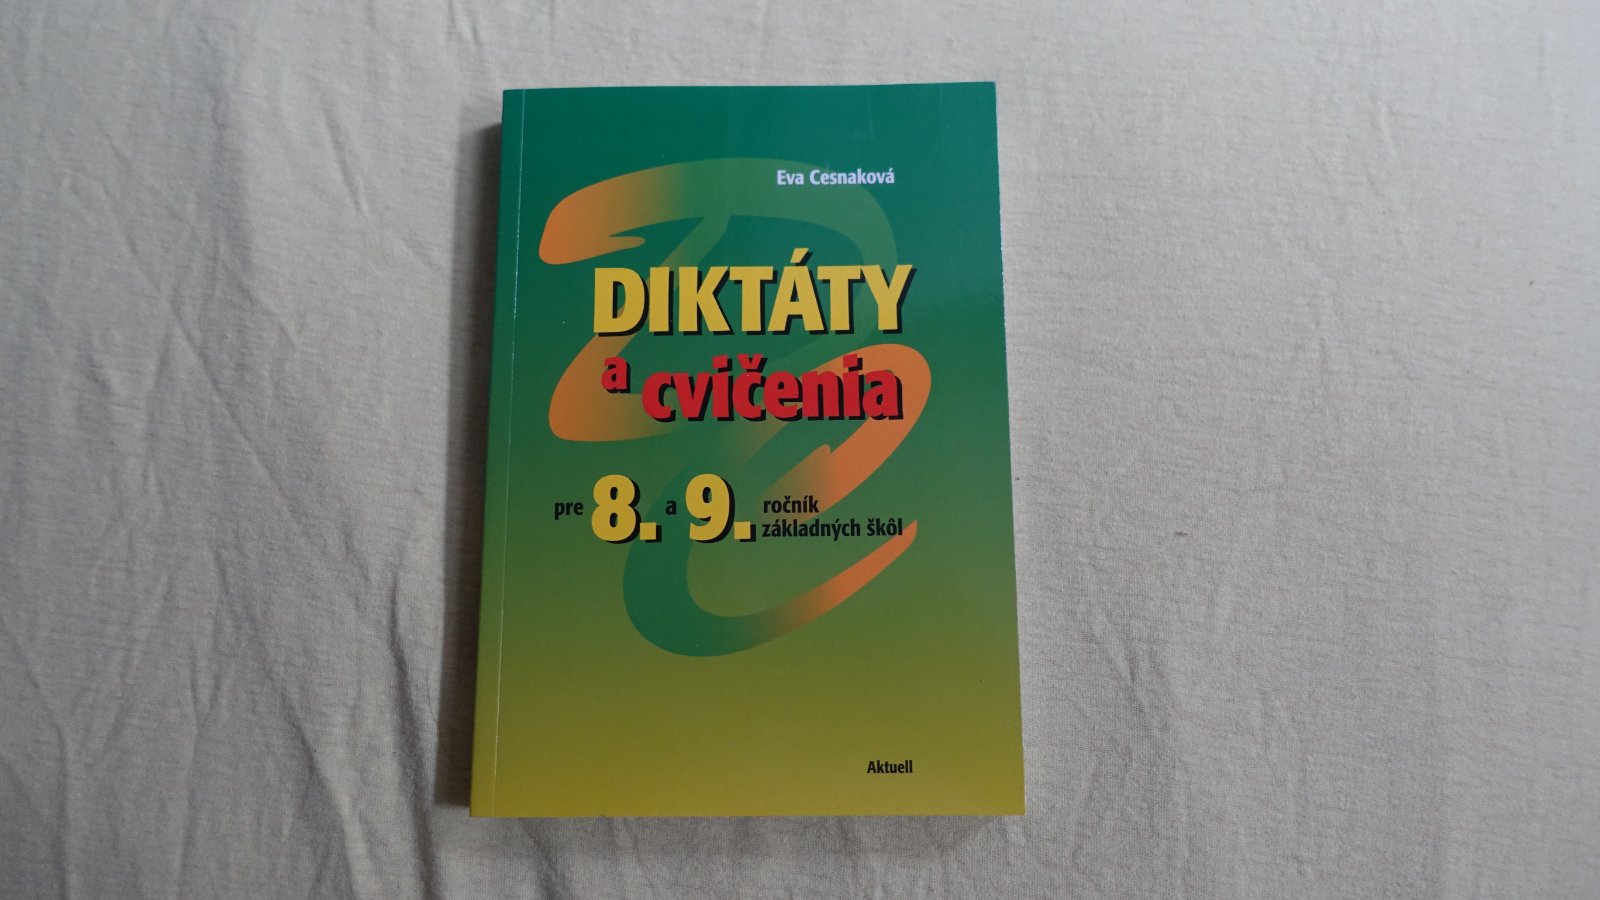 Eva Cesnaková
DIKTÁTY
a cvičenia
pre 8. a 9. ročník
základných škôl
Aktuell